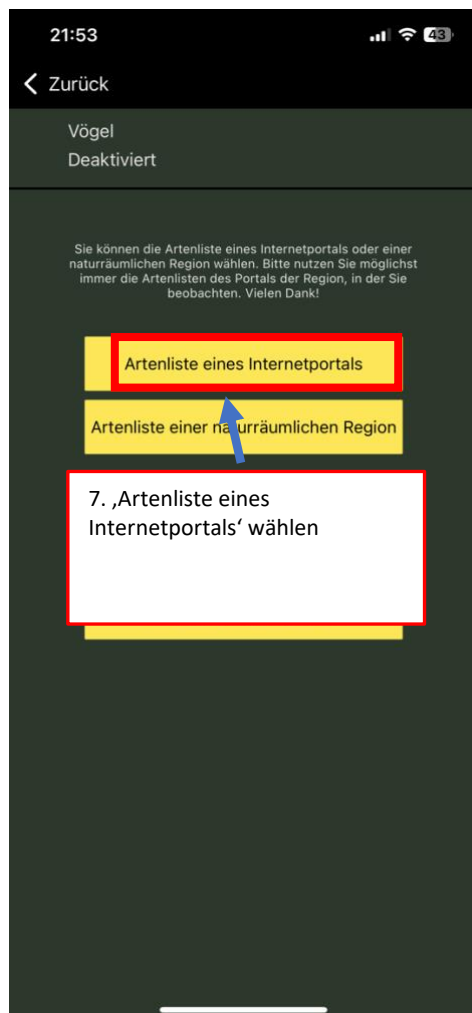 21:53
43
Zurück
Vögel
Deaktiviert
Sie können die Artenliste eines Internetportals oder einer
naturräumlichen Region wählen. Bitte nutzen Sie möglichst
immer die Artenlisten des Portals der Region, in der Sie
beobachten. Vielen Dank!
Artenliste eines Internetportals
Artenliste einer naturräumlichen Region
7. ‚Artenliste eines
Internetportals‘ wählen